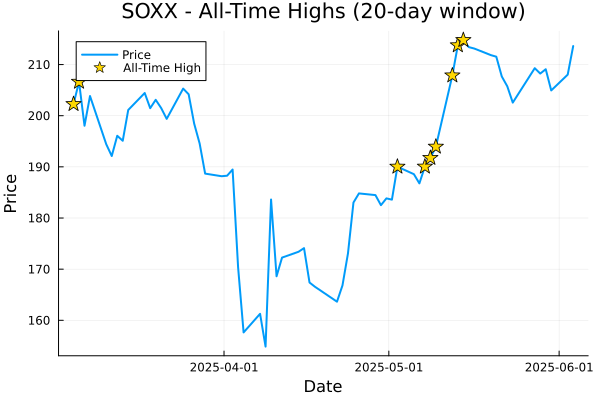 SOXX - All-Time Highs (20-day window)
Price
All-Time High
Price
210
200
190
180
170
160
2025-04-01
2025-05-01
2025-06-01
Date